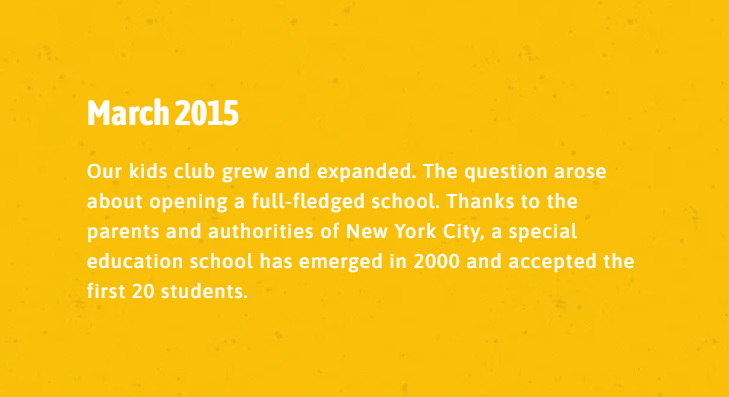 March 2015
Our kids club grew and expanded. The question arose
about opening a full-fledged school. Thanks to the
parents and authorities of New York City, a special
education school has emerged in 2000 and accepted the
first 20 students.